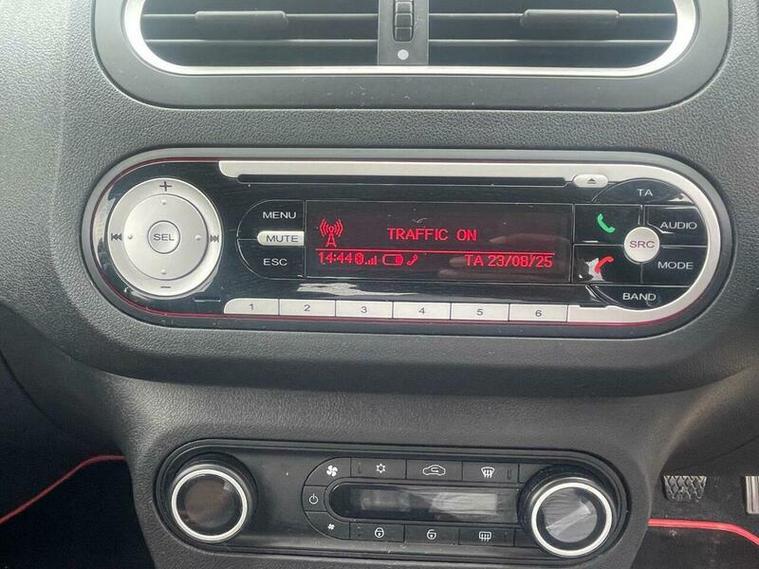 TA
MENU
AUDIO
TRAFFIC ON
SEL
MUTE
SRC
ESC
14:44
TA 23/08/25
MODE
BAND
1 2 3 4 5 6